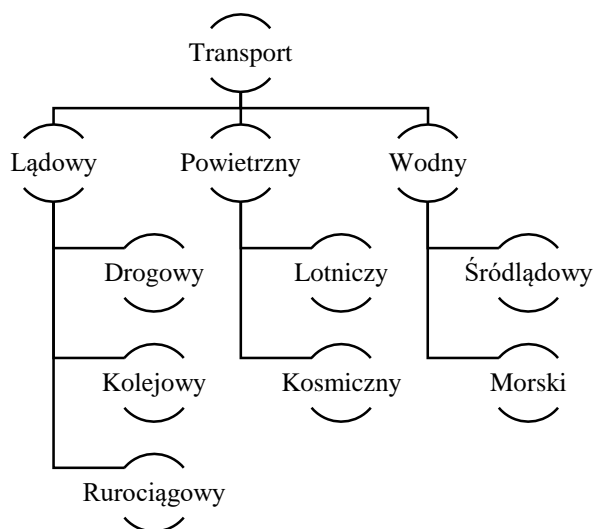 Transport
Lądowy
Powietrzny
Wodny
Drogowy
Lotniczy
Śródlądowy
Kolejowy
Kosmiczny
Morski
Rurociągowy